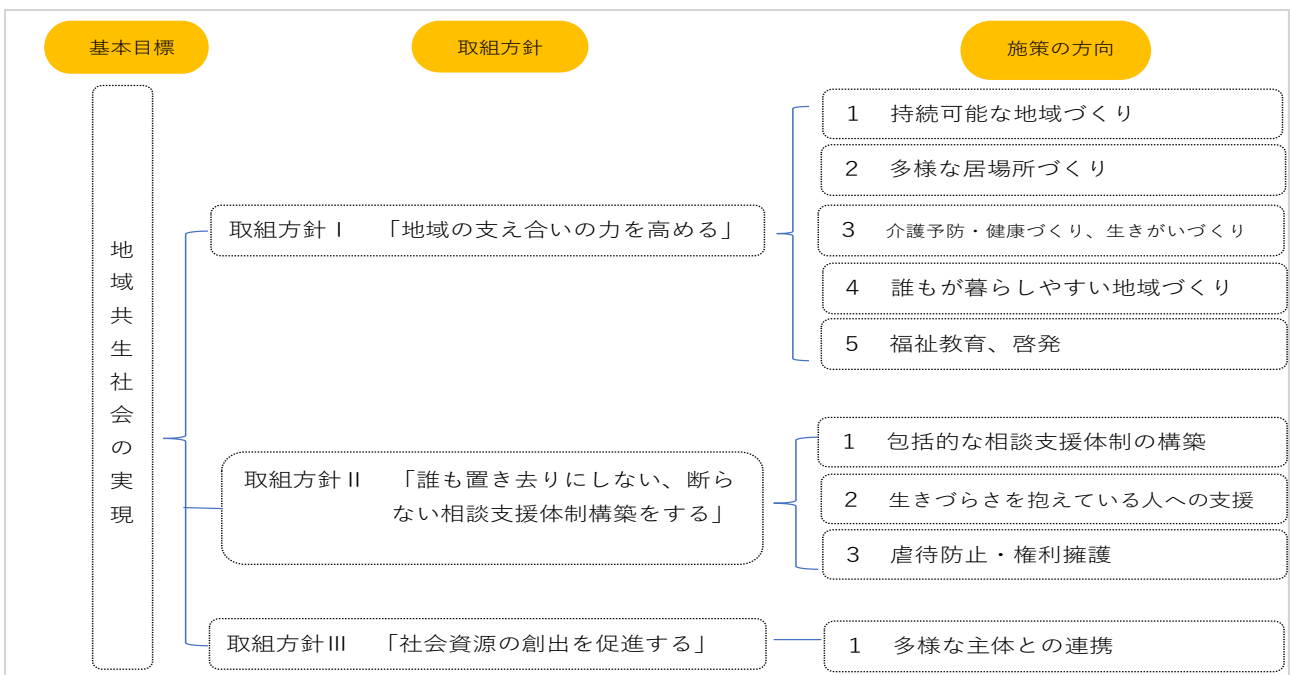 基本目標
取組方針
施策の方向
地域共生社会の実現
取組方針Ⅰ 「地域の支え合いの力を高める」
1 持続可能な地域づくり
2 多様な居場所づくり
3 介護予防・健康づくり、生きがいづくり
4 誰もが暮らしやすい地域づくり
5 福祉教育、啓発
取組方針Ⅱ 「誰も置き去りにしない、断ら
ない相談支援体制構築をする」
1 包括的な相談支援体制の構築
2 生きづらさを抱えている人への支援
3 虐待防止・権利擁護
取組方針Ⅲ 「社会資源の創出を促進する」
1 多様な主体との連携